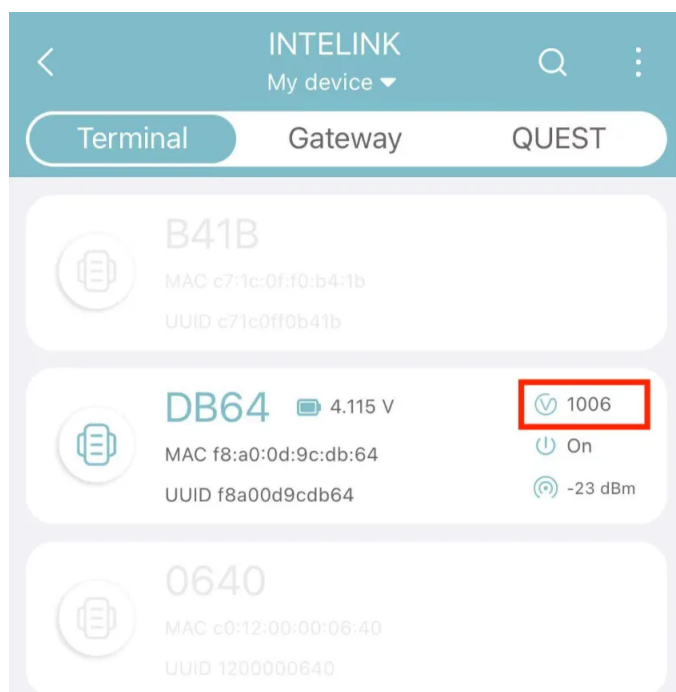 INTELINK
My device
Terminal Gateway QUEST
B41B
MAC c7:1c:0f:f0:b4:1b
UUID c71c0ff0b41b
DB64 4.115 V 1006
MAC f8:a0:0d:9c:db:64 On
UUID f8a00d9cdb64 -23 dBm
0640
MAC c0:12:00:00:06:40
UUID 1200000640